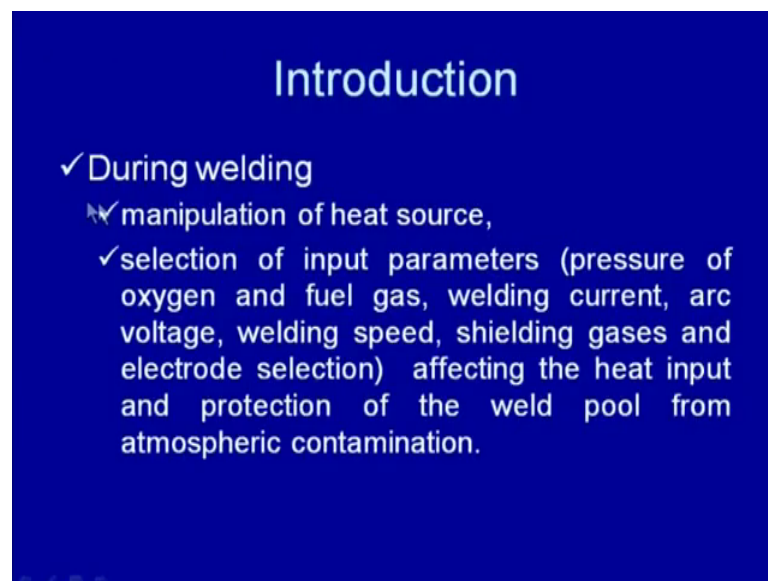 Introduction
✓During welding
✓manipulation of heat source,
✓selection of input parameters (pressure of
oxygen and fuel gas, welding current, arc
voltage, welding speed, shielding gases and
electrode selection) affecting the heat input
and protection of the weld pool from
atmospheric contamination.